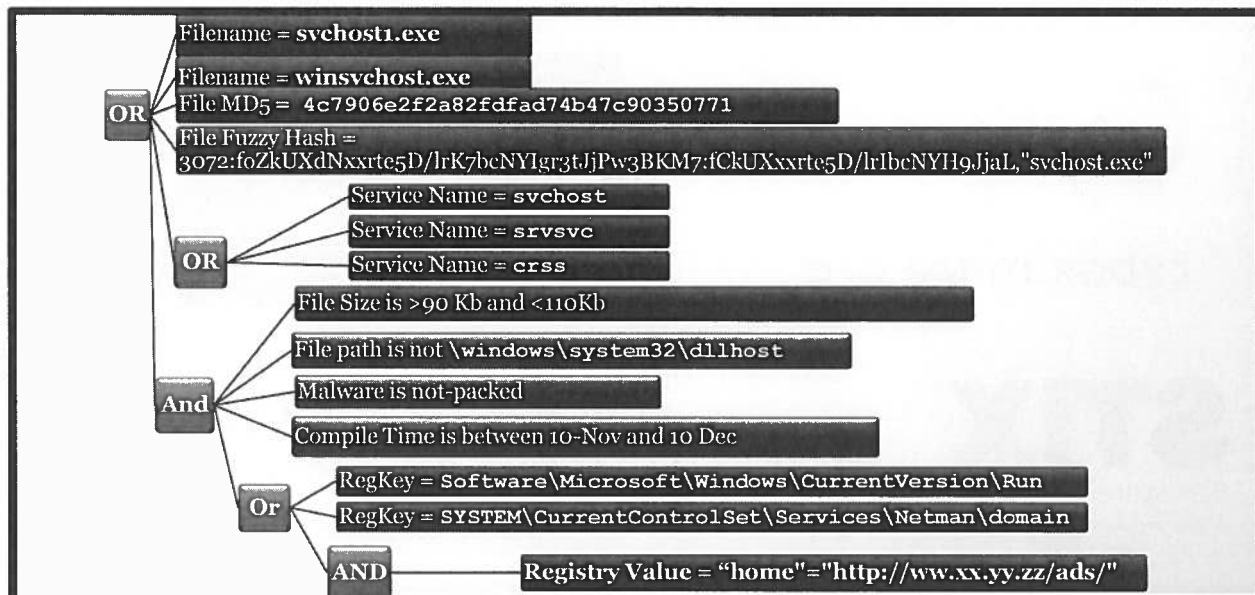 Filename = svchost1.exe
Filename = winsvchost.exe
OR
File MD5 = 4c7906e2f2a82fdfad74b47c90350771
File Fuzzy Hash =
3072:foZkUXdNxxrte5D/lrK7bcNYIgr3tJjPw3BKM7:fCkUXxxrte5D/lrIbcNYH9JjaL,"svchost.exe"
Service Name = svchost
Service Name = srvsvc
OR
Service Name = crss
File Size is >90 Kb and <110Kb
File path is not \windows\system32\dllhost
Malware is not-packed
And
Compile Time is between 10-Nov and 10 Dec
RegKey = Software\Microsoft\Windows\CurrentVersion\Run
Or
RegKey = SYSTEM\CurrentControlSet\Services\Netman\domain
AND
Registry Value = “home"="http://ww.xx.yy.zz/ads/"